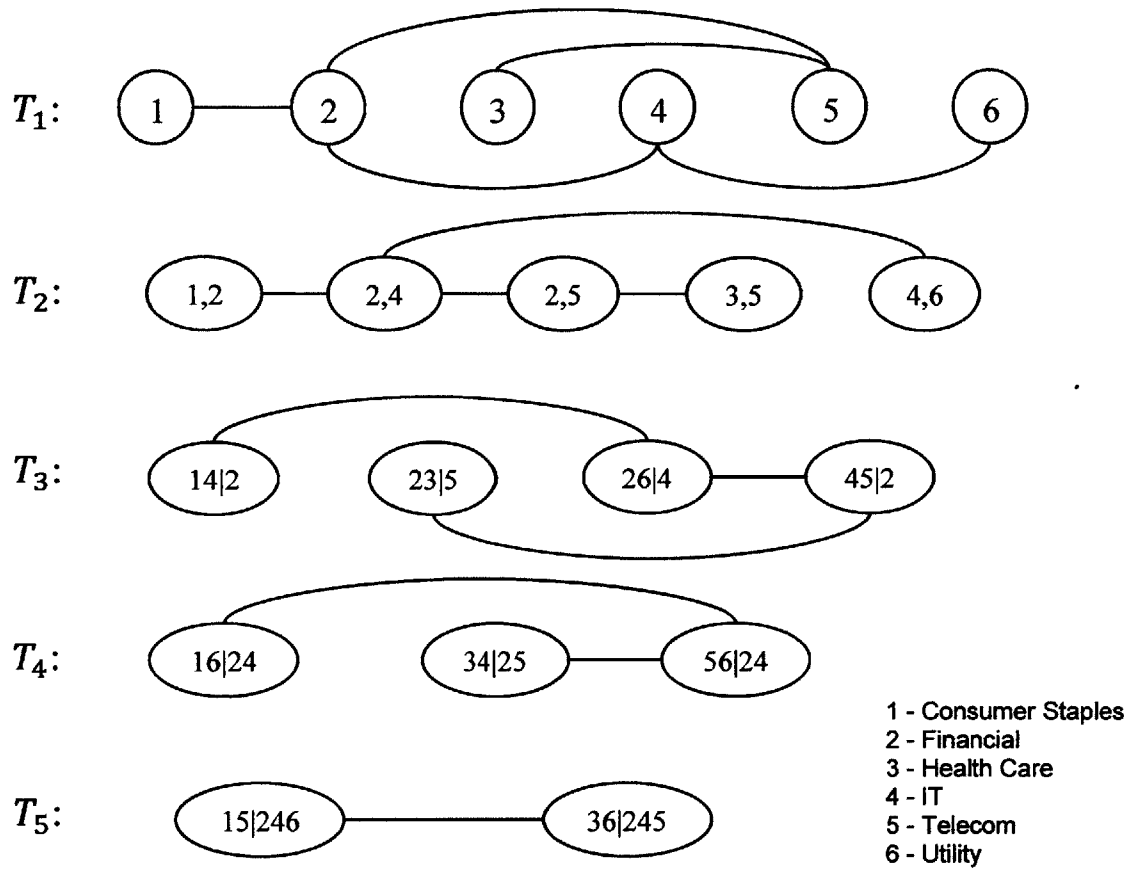 T1: 1 2 3 4 5 6
T2: 1,2 2,4 2,5 3,5 4,6
T3: 14|2 23|5 26|4 45|2
T4: 16|24 34|25 56|24
T5: 15|246 36|245
1 - Consumer Staples
2 - Financial
3 - Health Care
4 - IT
5 - Telecom
6 - Utility